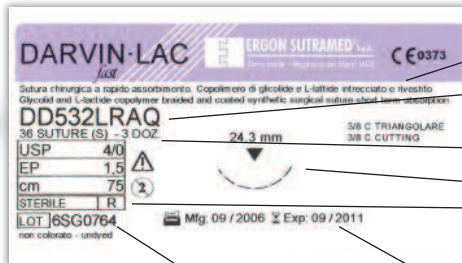 DARVIN·LAC
fast
ERGON SUTRAMED S.p.A.
CE0373
Sutura chirurgica a rapido assorbimento. Copolimero di glicolide e L-lattide intrecciato e rivestito
Glycolid and L-lactide copolymer braided and coated synthetic surgical suture short term absorption
DD532LRAQ
36 SUTURE (S) - 3 DOZ.
24.3 mm
3/8 C TRIANGOLARE
3/8 C CUTTING
USP 4/0
EP 1,5
cm 75
2
STERILE R
LOT 6SG0764
Mfg: 09 / 2006 Exp: 09 / 2011
non colorato - undyed